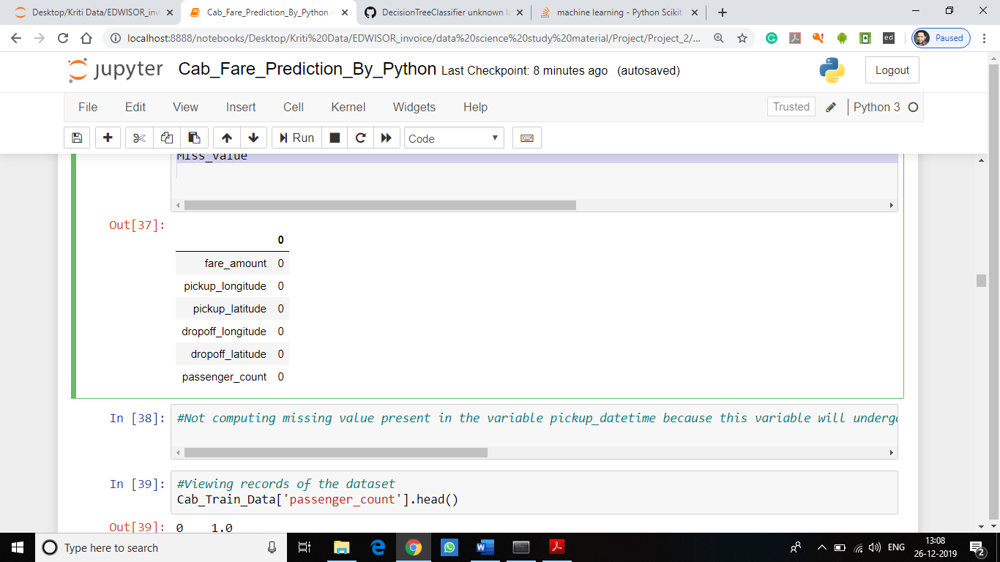 Desktop/Kriti Data/EDWISOR_inv
Cab_Fare_Prediction_By_Python -
DecisionTreeClassifier unknown l
machine learning - Python Scikit
localhost:8888/notebooks/Desktop/Kriti%20Data/EDWISOR_invoice/data%20science%20study%20material/Project/Project_2/...
ed
Paused
jupyter
Cab_Fare_Prediction_By_Python Last Checkpoint: 8 minutes ago (autosaved)
Logout
File Edit View Insert Cell Kernel Widgets Help
Trusted
Python 3
Run
Code
Miss_value
Out[37]:
0
fare_amount 0
pickup_longitude 0
pickup_latitude 0
dropoff_longitude 0
dropoff_latitude 0
passenger_count 0
In [38]: #Not computing missing value present in the variable pickup_datetime because this variable will underg
In [39]: #Viewing records of the dataset
Cab_Train_Data['passenger_count'].head()
Out[39]: 0 1.0
Type here to search
ENG
13:08
26-12-2019
2